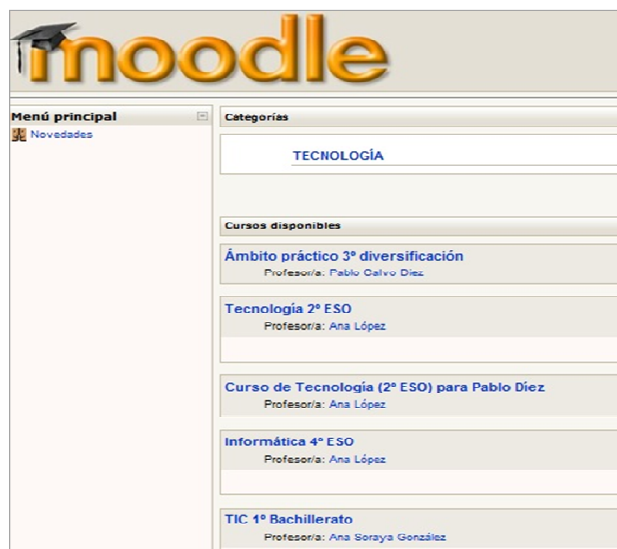 moodle
Menú principal
Novedades
Categorías
TECNOLOGÍA
Cursos disponibles
Ámbito práctico 3º diversificación
Profesor/a: Pablo Calvo Diez
Tecnología 2º ESO
Profesor/a: Ana López
Curso de Tecnología (2º ESO) para Pablo Díez
Profesor/a: Ana López
Informática 4º ESO
Profesor/a: Ana López
TIC 1º Bachillerato
Profesor/a: Ana Soraya González